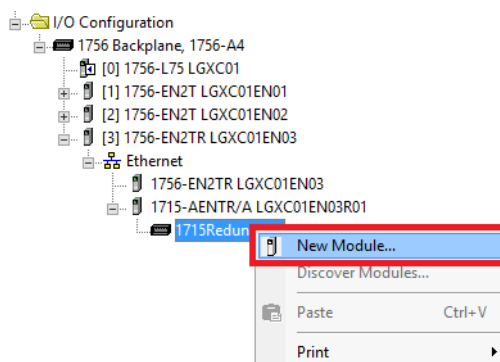 I/O Configuration
1756 Backplane, 1756-A4
[0] 1756-L75 LGXC01
[1] 1756-EN2T LGXC01EN01
[2] 1756-EN2T LGXC01EN02
[3] 1756-EN2TR LGXC01EN03
Ethernet
1756-EN2TR LGXC01EN03
1715-AENTR/A LGXC01EN03R01
1715Redun
New Module...
Discover Modules...
Paste Ctrl+V
Print